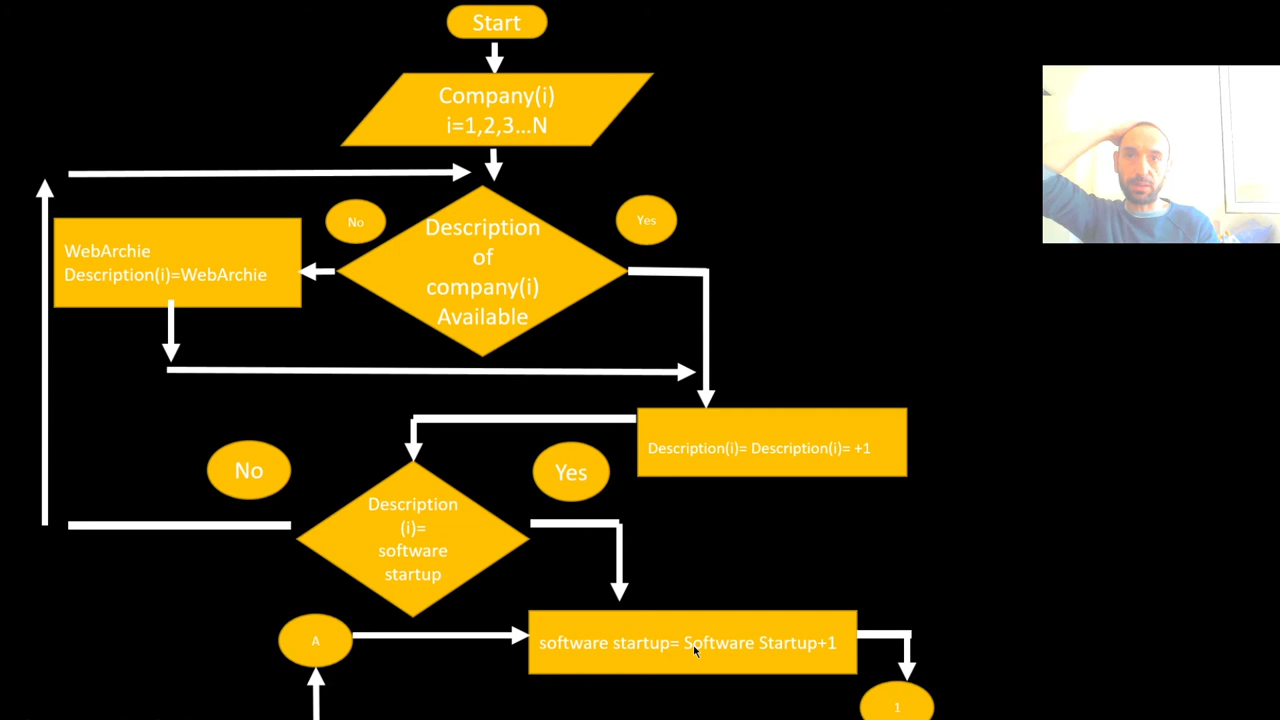 Start
Company(i)
i=1,2,3...N
No
Yes
Description
of
company(i)
Available
WebArchie
Description(i)=WebArchie
Description(i)= Description(i)= +1
No
Yes
Description
(i)=
software
startup
A
software startup= Software Startup+1
1